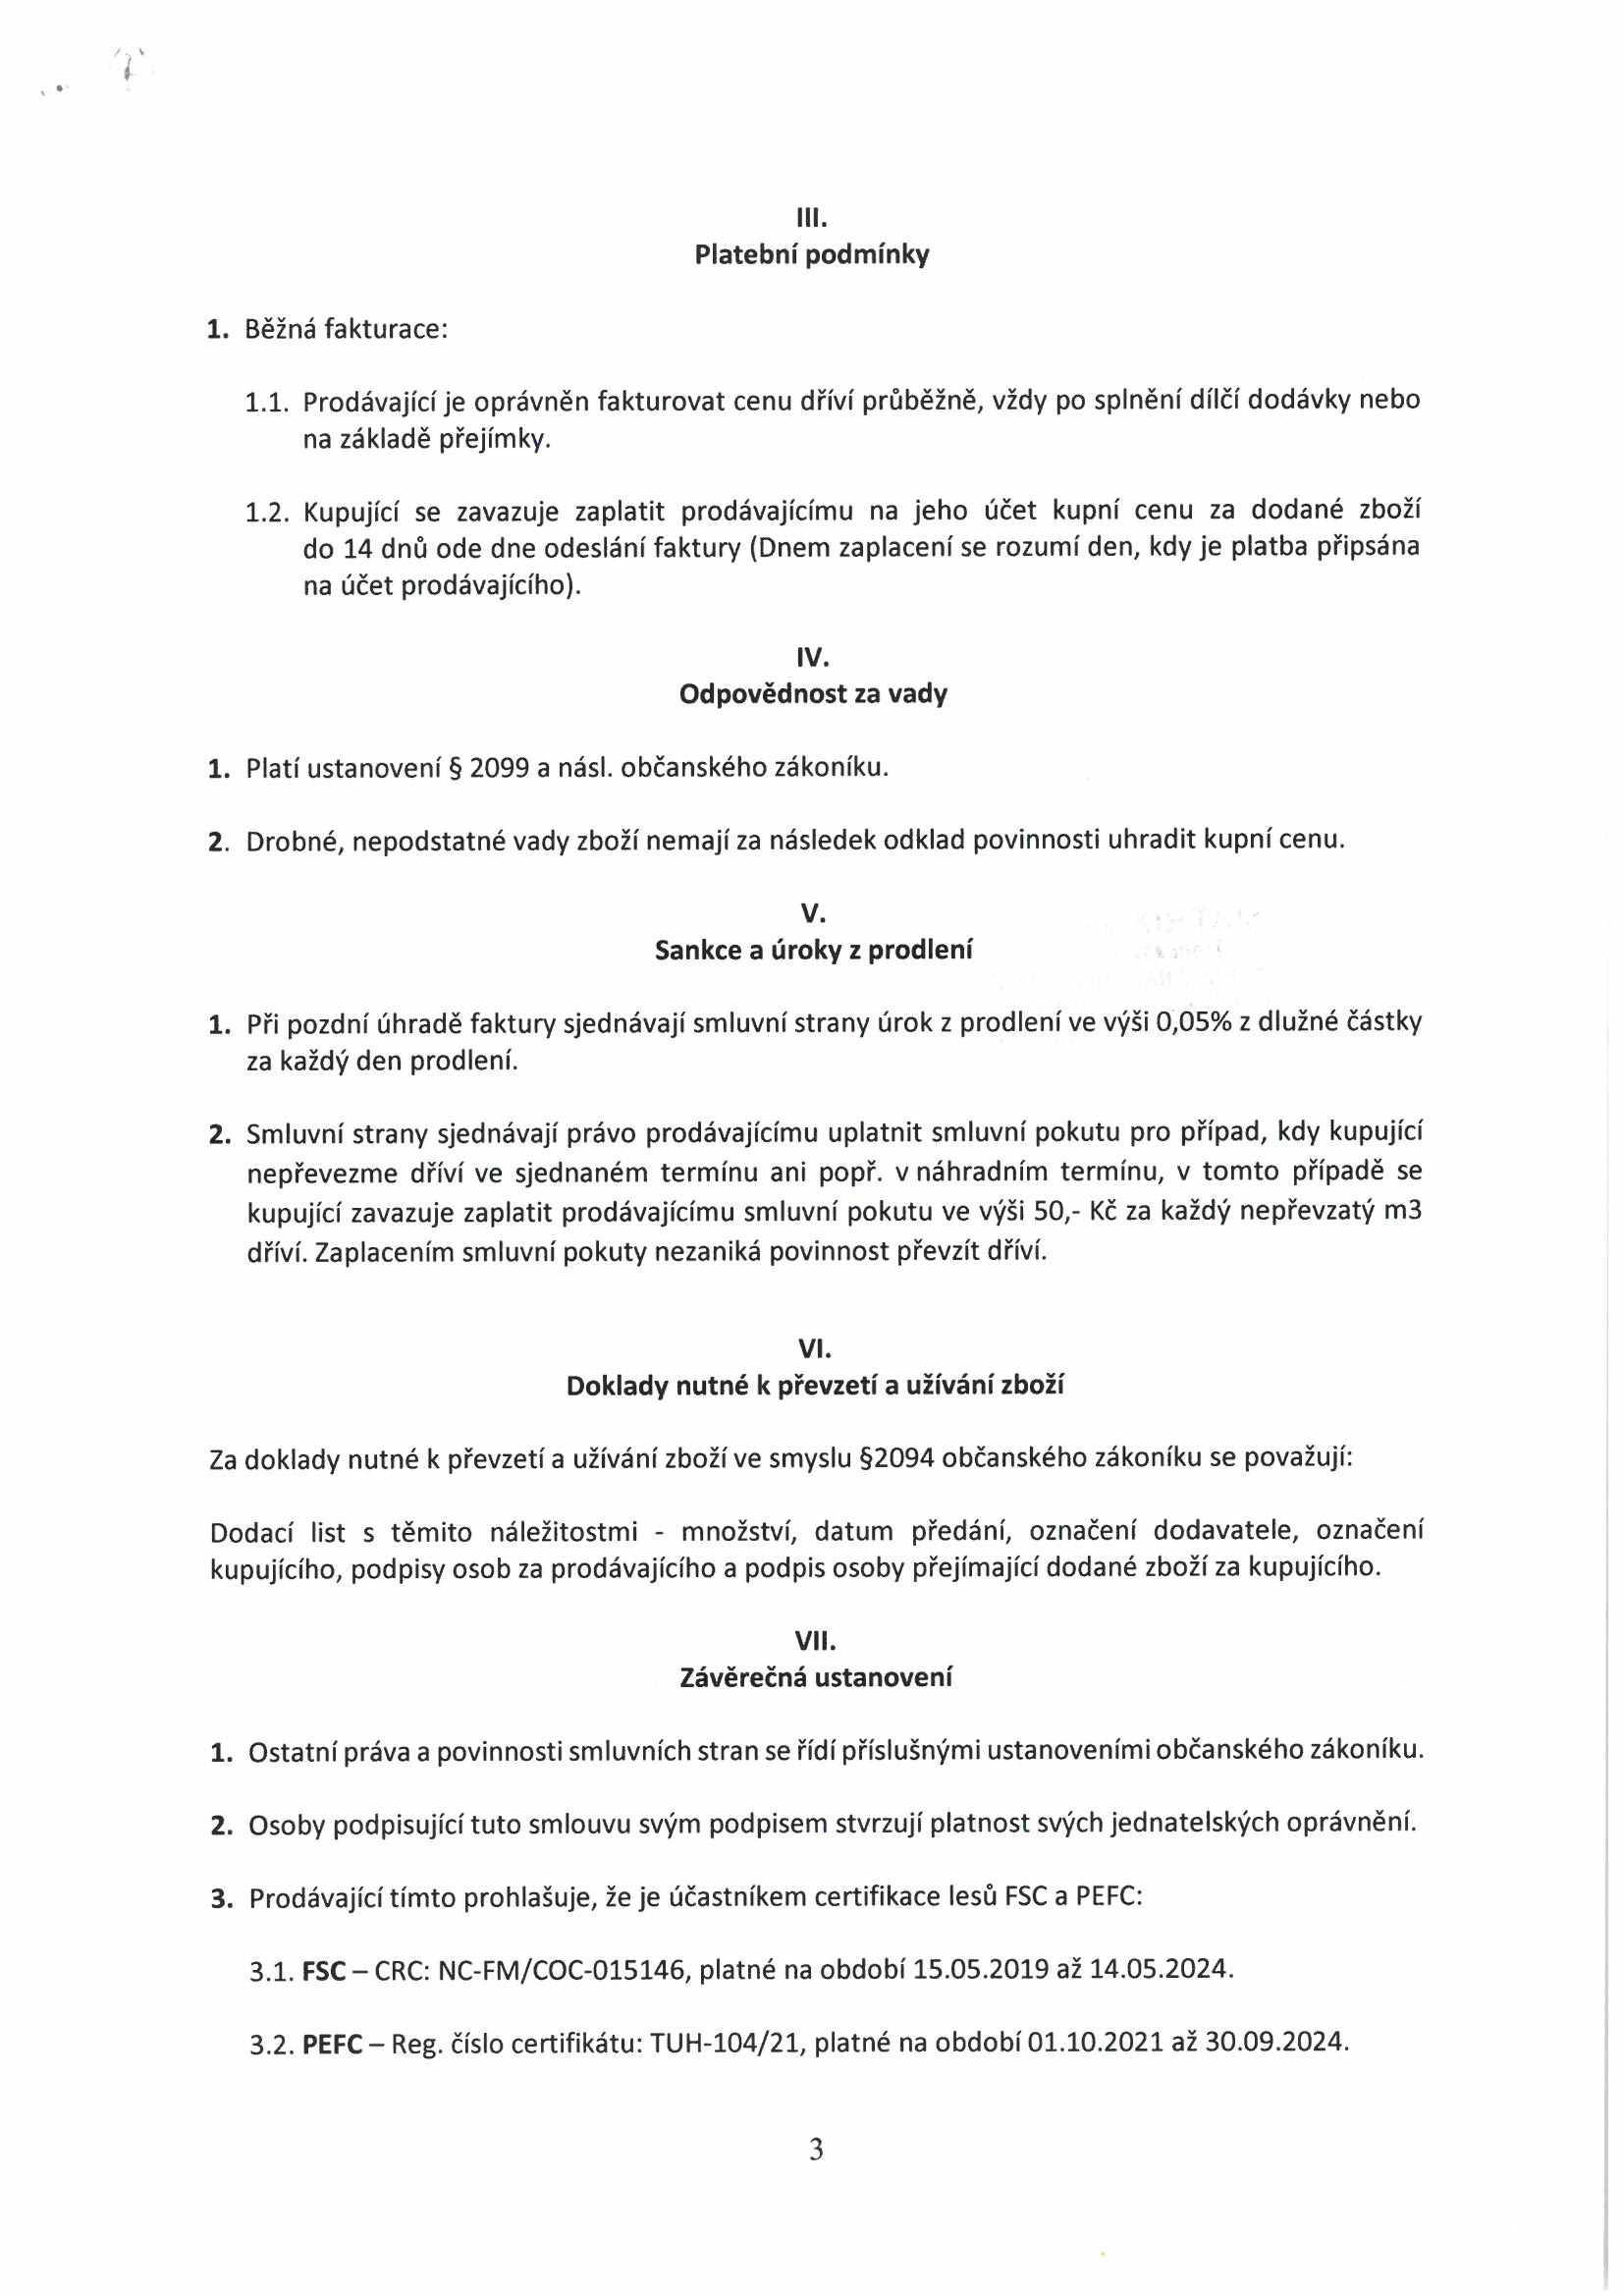 III.
Platební podmínky
1. Běžná fakturace:
1.1. Prodávající je oprávněn fakturovat cenu dříví průběžně, vždy po splnění dílčí dodávky nebo
na základě přejímky.
1.2. Kupující se zavazuje zaplatit prodávajícímu na jeho účet kupní cenu za dodané zboží
do 14 dnů ode dne odeslání faktury (Dnem zaplacení se rozumí den, kdy je platba připsána
na účet prodávajícího).
IV.
Odpovědnost za vady
1. Platí ustanovení § 2099 a násl. občanského zákoníku.
2. Drobné, nepodstatné vady zboží nemají za následek odklad povinnosti uhradit kupní cenu.
V.
Sankce a úroky z prodlení
1. Při pozdní úhradě faktury sjednávají smluvní strany úrok z prodlení ve výši 0,05% z dlužné částky
za každý den prodlení.
2. Smluvní strany sjednávají právo prodávajícímu uplatnit smluvní pokutu pro případ, kdy kupující
nepřevezme dříví ve sjednaném termínu ani popř. v náhradním termínu, v tomto případě se
kupující zavazuje zaplatit prodávajícímu smluvní pokutu ve výši 50,- Kč za každý nepřevzatý m3
dříví. Zaplacením smluvní pokuty nezaniká povinnost převzít dříví.
VI.
Doklady nutné k převzetí a užívání zboží
Za doklady nutné k převzetí a užívání zboží ve smyslu §2094 občanského zákoníku se považují:
Dodací list s těmito náležitostmi - množství, datum předání, označení dodavatele, označení
kupujícího, podpisy osob za prodávajícího a podpis osoby přejímající dodané zboží za kupujícího.
VII.
Závěrečná ustanovení
1. Ostatní práva a povinnosti smluvních stran se řídí příslušnými ustanoveními občanského zákoníku.
2. Osoby podpisující tuto smlouvu svým podpisem stvrzují platnost svých jednatelských oprávnění.
3. Prodávající tímto prohlašuje, že je účastníkem certifikace lesů FSC a PEFC:
3.1. FSC – CRC: NC-FM/COC-015146, platné na období 15.05.2019 až 14.05.2024.
3.2. PEFC – Reg. číslo certifikátu: TUH-104/21, platné na období 01.10.2021 až 30.09.2024.
3